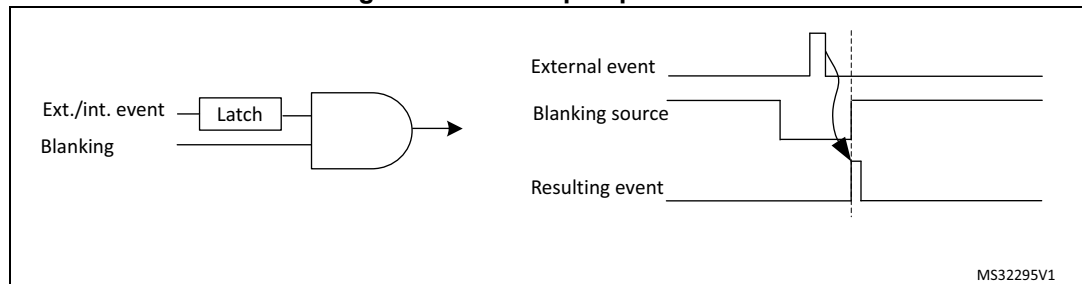 Ext./int. event
Latch
Blanking
External event
Blanking source
Resulting event
MS32295V1